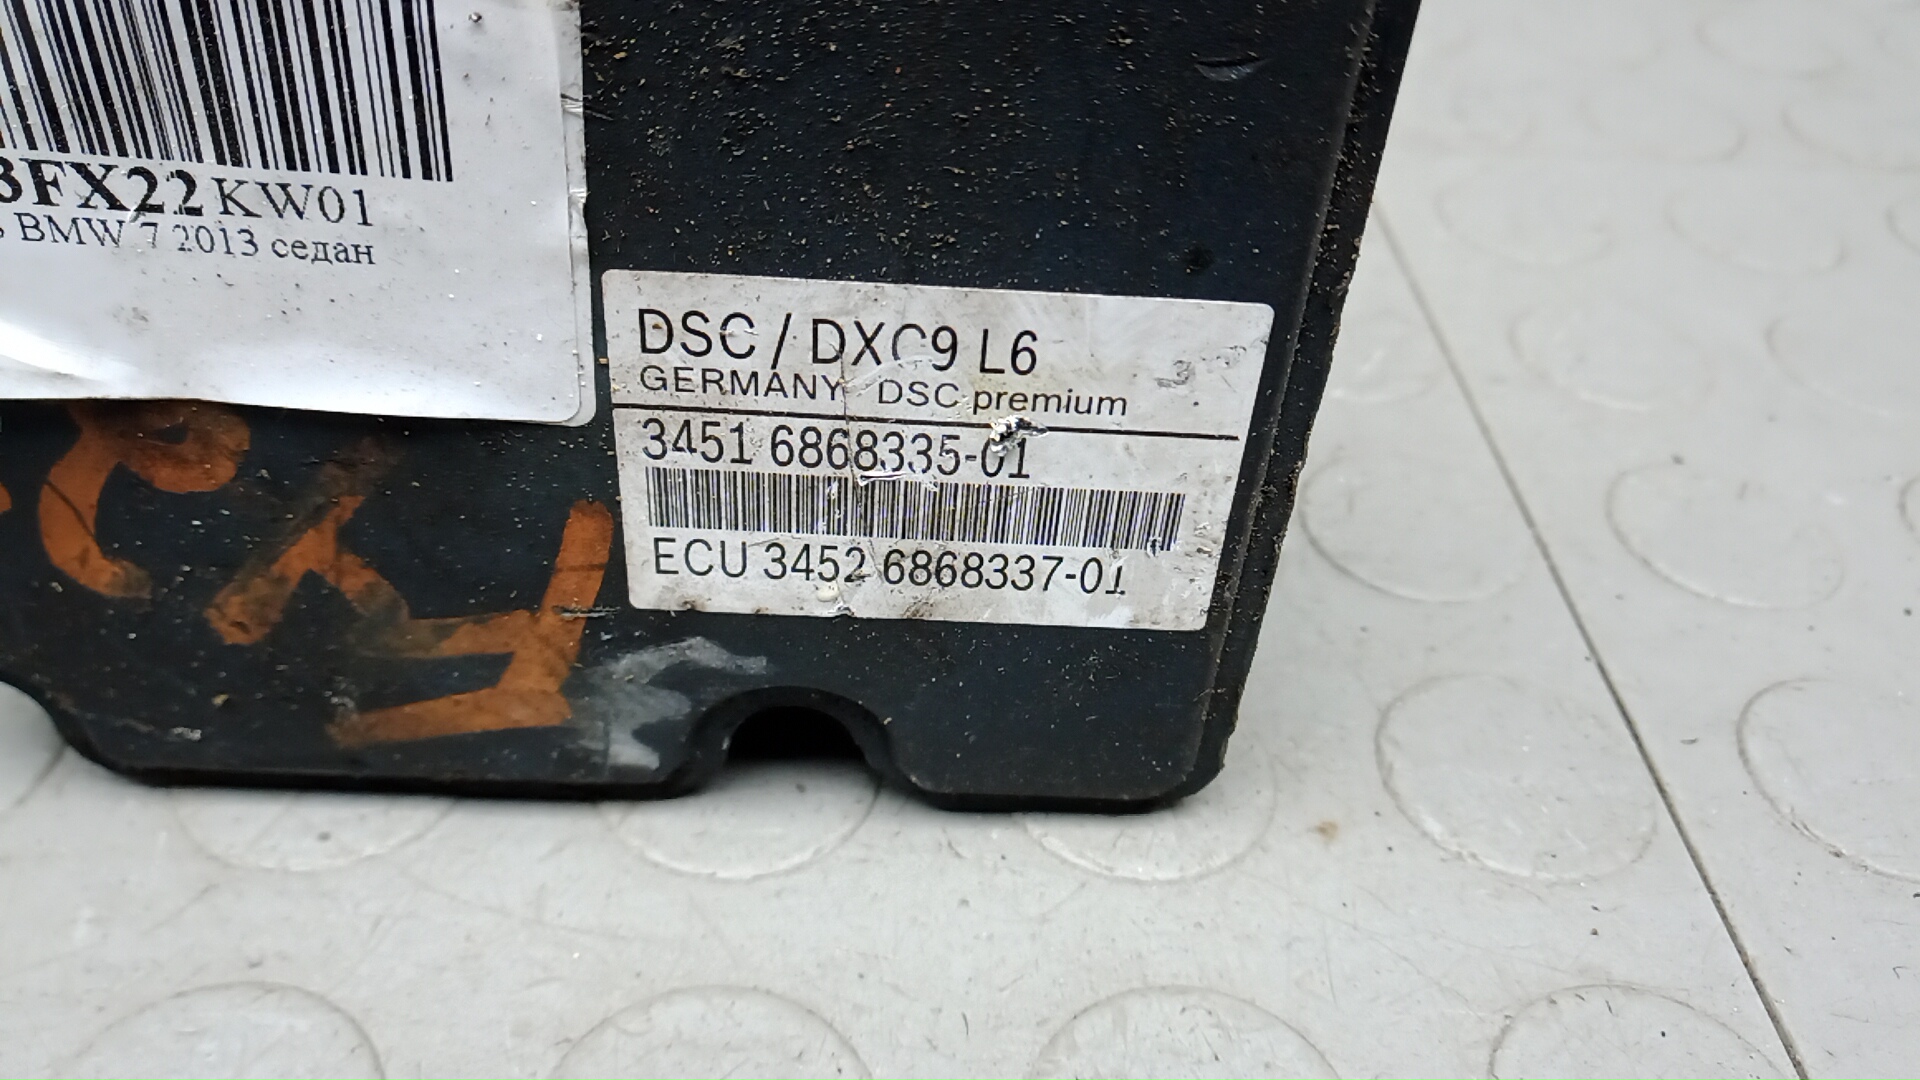 3FX22KW01
BMW 7 2013 седан
DSC / DXC9 L6
GERMANY DSC premium
3451 6868335-01
ECU 3452 6868337-01